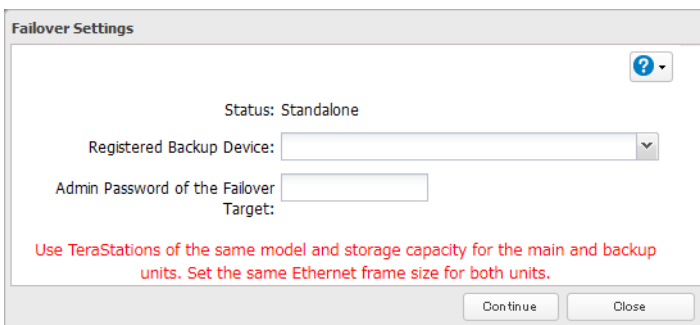 Failover Settings
?
Status: Standalone
Registered Backup Device:
Admin Password of the Failover
Target:
Use TeraStations of the same model and storage capacity for the main and backup
units. Set the same Ethernet frame size for both units.
Continue Close